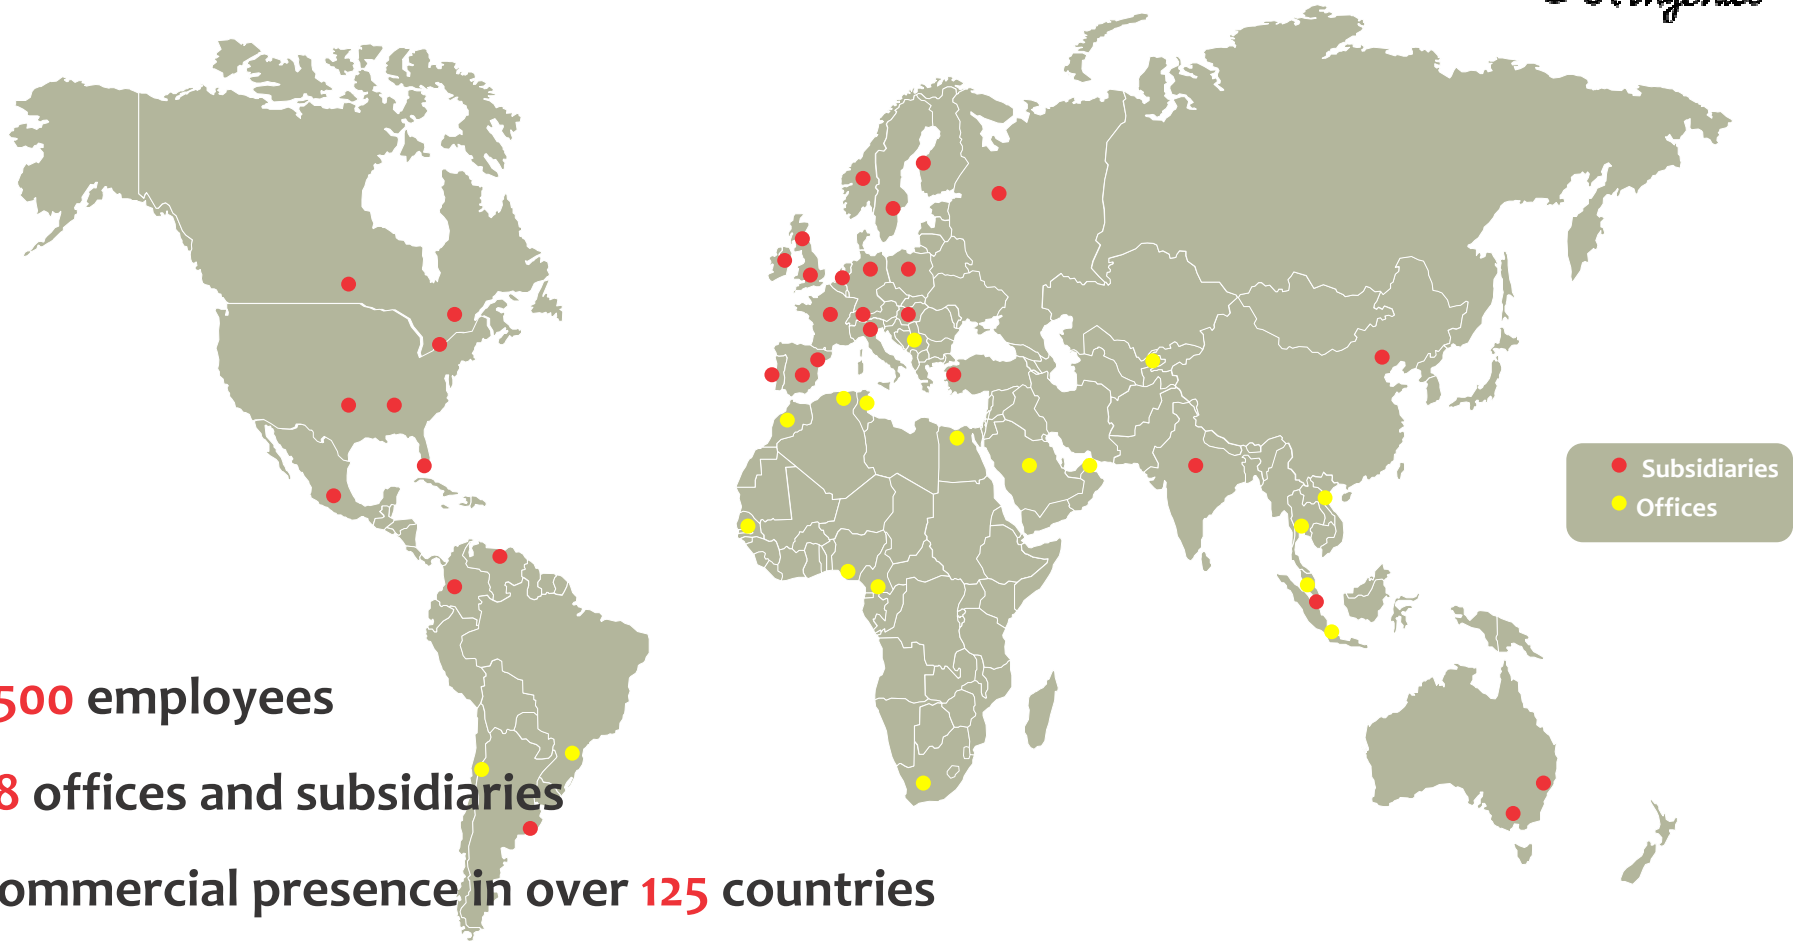 Subsidiaries
Offices
500 employees
8 offices and subsidiaries
ommercial presence in over 125 countries